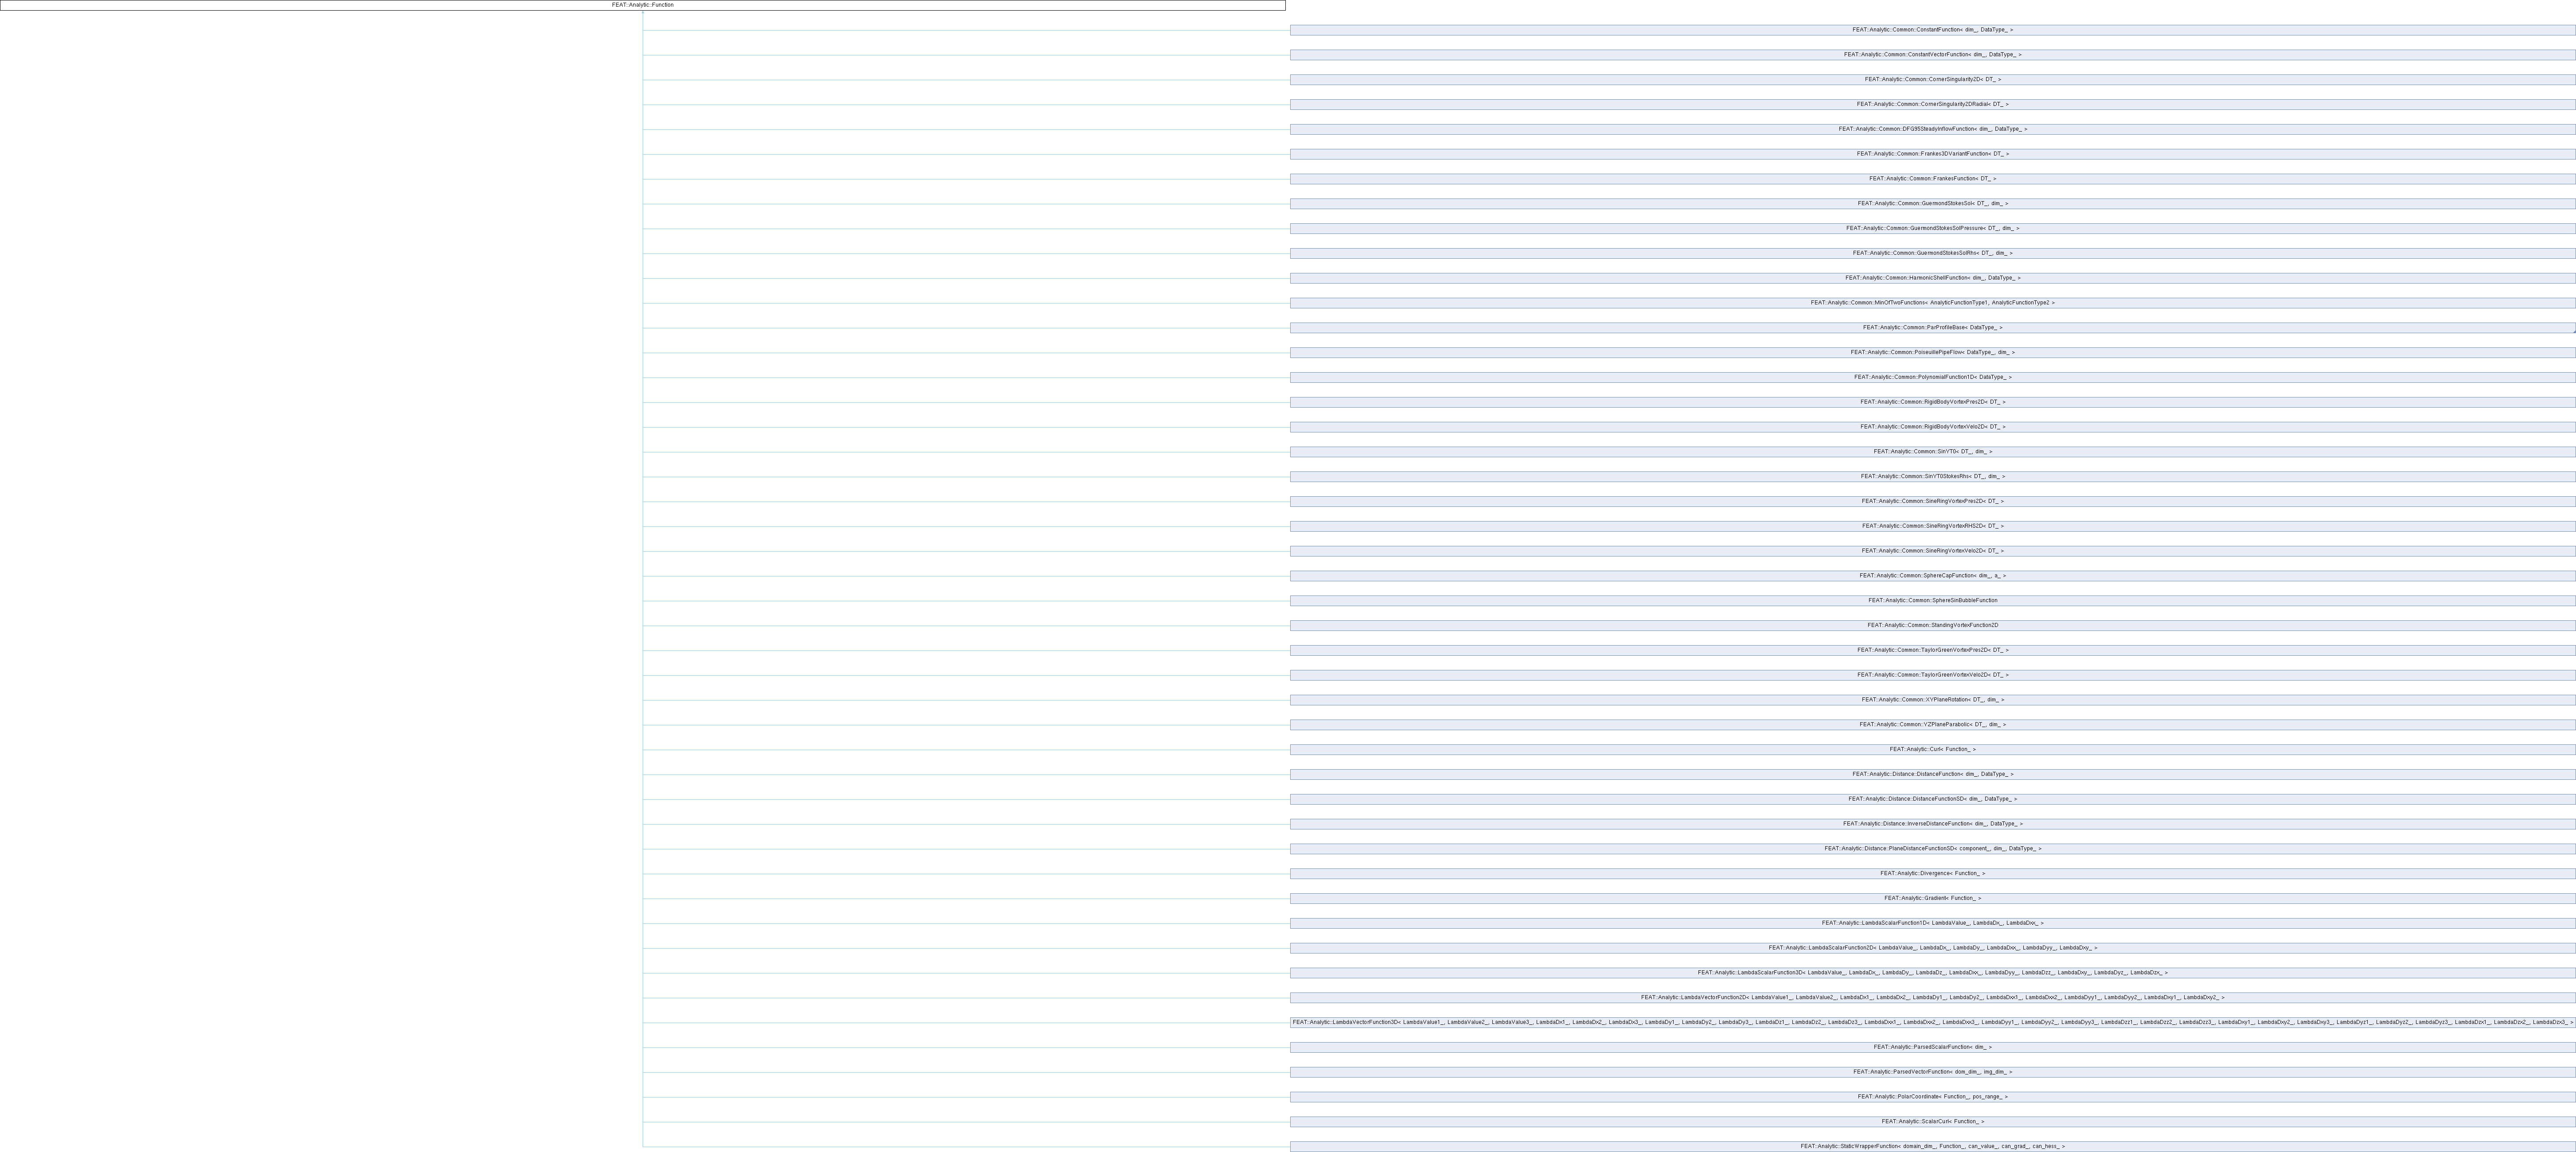 FEAT::Analytic::Function
FEAT::Analytic::Common::ConstantFunction< dim_, DataType_ >
FEAT::Analytic::Common::ConstantVectorFunction< dim_, DataType_ >
FEAT::Analytic::Common::CornerSingularity2D< DT_ >
FEAT::Analytic::Common::CornerSingularity2DRadial< DT_ >
FEAT::Analytic::Common::DFG95SteadyInflowFunction< dim_, DataType_ >
FEAT::Analytic::Common::Frankes3DVariantFunction< DT_ >
FEAT::Analytic::Common::FrankesFunction< DT_ >
FEAT::Analytic::Common::GuermondStokesSol< DT_, dim_ >
FEAT::Analytic::Common::GuermondStokesSolPressure< DT_, dim_ >
FEAT::Analytic::Common::GuermondStokesSolRhs< DT_, dim_ >
FEAT::Analytic::Common::HarmonicShellFunction< dim_, DataType_ >
FEAT::Analytic::Common::MinOfTwoFunctions< AnalyticFunctionType1, AnalyticFunctionType2 >
FEAT::Analytic::Common::ParProfileBase< DataType_ >
FEAT::Analytic::Common::PoiseuillePipeFlow< DataType_, dim_ >
FEAT::Analytic::Common::PolynomialFunction1D< DataType_ >
FEAT::Analytic::Common::RigidBodyVortexPres2D< DT_ >
FEAT::Analytic::Common::RigidBodyVortexVelo2D< DT_ >
FEAT::Analytic::Common::SinYT0< DT_, dim_ >
FEAT::Analytic::Common::SinYT0StokesRhs< DT_, dim_ >
FEAT::Analytic::Common::SineRingVortexPres2D< DT_ >
FEAT::Analytic::Common::SineRingVortexRHS2D< DT_ >
FEAT::Analytic::Common::SineRingVortexVelo2D< DT_ >
FEAT::Analytic::Common::SphereCapFunction< dim_, a_ >
FEAT::Analytic::Common::SphereSinBubbleFunction
FEAT::Analytic::Common::StandingVortexFunction2D
FEAT::Analytic::Common::TaylorGreenVortexPres2D< DT_ >
FEAT::Analytic::Common::TaylorGreenVortexVelo2D< DT_ >
FEAT::Analytic::Common::XYPlaneRotation< DT_, dim_ >
FEAT::Analytic::Common::YZPlaneParabolic< DT_, dim_ >
FEAT::Analytic::Curl< Function_ >
FEAT::Analytic::Distance::DistanceFunction< dim_, DataType_ >
FEAT::Analytic::Distance::DistanceFunctionSD< dim_, DataType_ >
FEAT::Analytic::Distance::InverseDistanceFunction< dim_, DataType_ >
FEAT::Analytic::Distance::PlaneDistanceFunctionSD< component_, dim_, DataType_ >
FEAT::Analytic::Divergence< Function_ >
FEAT::Analytic::Gradient< Function_ >
FEAT::Analytic::LambdaScalarFunction1D< LambdaValue_, LambdaDx_, LambdaDxx_ >
FEAT::Analytic::LambdaScalarFunction2D< LambdaValue_, LambdaDx_, LambdaDy_, LambdaDxx_, LambdaDyy_, LambdaDxy_ >
FEAT::Analytic::LambdaScalarFunction3D< LambdaValue_, LambdaDx_, LambdaDy_, LambdaDz_, LambdaDxx_, LambdaDyy_, LambdaDzz_, LambdaDxy_, LambdaDyz_, LambdaDzx_ >
FEAT::Analytic::LambdaVectorFunction2D< LambdaValue1_, LambdaValue2_, LambdaDx1_, LambdaDx2_, LambdaDy1_, LambdaDy2_, LambdaDxx1_, LambdaDxx2_, LambdaDyy1_, LambdaDyy2_, LambdaDxy1_, LambdaDxy2_ >
FEAT::Analytic::LambdaVectorFunction3D< LambdaValue1_, LambdaValue2_, LambdaValue3_, LambdaDx1_, LambdaDx2_, LambdaDx3_, LambdaDy1_, LambdaDy2_, LambdaDy3_, LambdaDz1_, LambdaDz2_, LambdaDz3_, LambdaDxx1_, LambdaDxx2_, LambdaDxx3_, LambdaDyy1_, LambdaDyy2_, LambdaDyy3_, LambdaDzz1_, LambdaDzz2_, LambdaDzz3_, LambdaDxy1_, LambdaDxy2_, LambdaDxy3_, LambdaDyz1_, LambdaDyz2_, LambdaDyz3_, LambdaDzx1_, LambdaDzx2_, LambdaDzx3_ >
FEAT::Analytic::ParsedScalarFunction< dim_ >
FEAT::Analytic::ParsedVectorFunction< dom_dim_, img_dim_ >
FEAT::Analytic::PolarCoordinate< Function_, pos_range_ >
FEAT::Analytic::ScalarCurl< Function_ >
FEAT::Analytic::StaticWrapperFunction< domain_dim_, Function_, can_value_, can_grad_, can_hess_ >